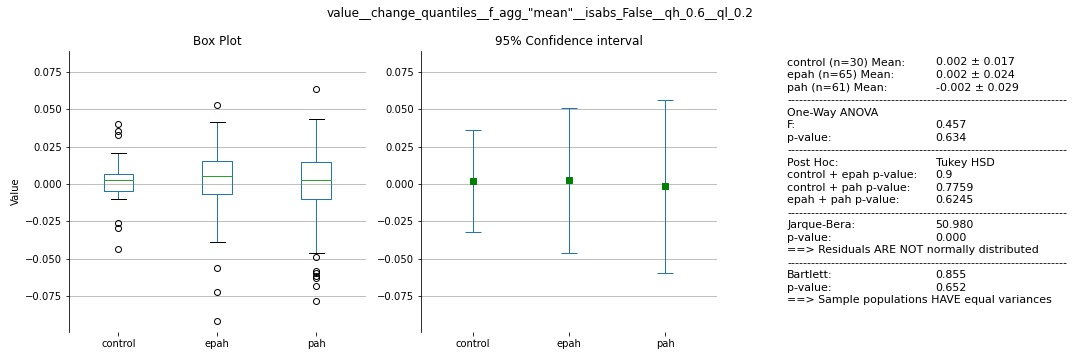 value__change_quantiles__f_agg_"mean"__isabs_False__qh_0.6__ql_0.2
Box Plot
Value
0.075
0.050
0.025
0.000
−0.025
−0.050
−0.075
control
epah
pah
95% Confidence interval
0.075
0.050
0.025
0.000
−0.025
−0.050
−0.075
control
epah
pah
control (n=30) Mean: 0.002 ± 0.017
epah (n=65) Mean: 0.002 ± 0.024
pah (n=61) Mean: -0.002 ± 0.029
One-Way ANOVA
F: 0.457
p-value: 0.634
Post Hoc: Tukey HSD
control + epah p-value: 0.9
control + pah p-value: 0.7759
epah + pah p-value: 0.6245
Jarque-Bera: 50.980
p-value: 0.000
==> Residuals ARE NOT normally distributed
Bartlett: 0.855
p-value: 0.652
==> Sample populations HAVE equal variances